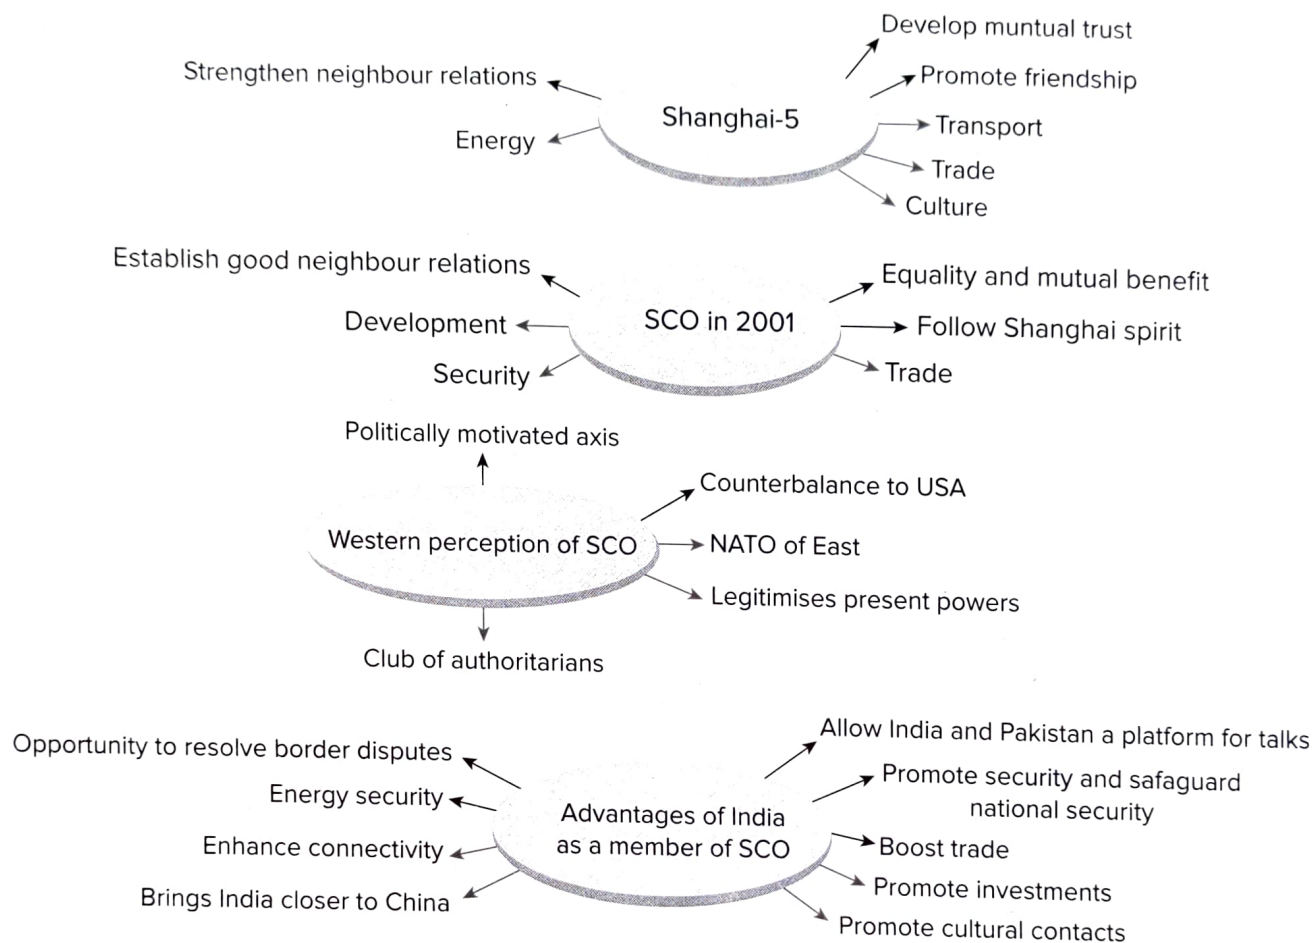 Develop muntual trust
Strengthen neighbour relations
Promote friendship
Shanghai-5
Transport
Energy
Trade
Culture
Establish good neighbour relations
Equality and mutual benefit
SCO in 2001
Development
Follow Shanghai spirit
Security
Trade
Politically motivated axis
Counterbalance to USA
Western perception of SCO
NATO of East
Legitimises present powers
Club of authoritarians
Allow India and Pakistan a platform for talks
Opportunity to resolve border disputes
Promote security and safaguard
national security
Energy security
Advantages of India
as a member of SCO
Enhance connectivity
Boost trade
Brings India closer to China
Promote investments
Promote cultural contacts